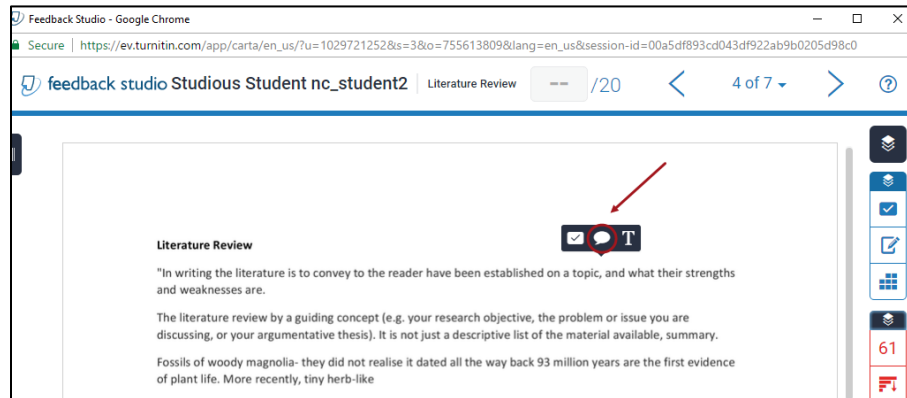 Feedback Studio - Google Chrome
Secure | https://ev.turnitin.com/app/carta/en_us/?u=1029721252&s=3&o=755613809&lang=en_us&session-id=00a5df893cd043df922ab9b0205d98c0
feedback studio Studious Student nc_student2 Literature Review -- /20 4 of 7 ?
T
Literature Review
"In writing the literature is to convey to the reader have been established on a topic, and what their strengths
and weaknesses are.
The literature review by a guiding concept (e.g. your research objective, the problem or issue you are
discussing, or your argumentative thesis). It is not just a descriptive list of the material available, summary.
61
Fossils of woody magnolia- they did not realise it dated all the way back 93 million years are the first evidence
of plant life. More recently, tiny herb-like